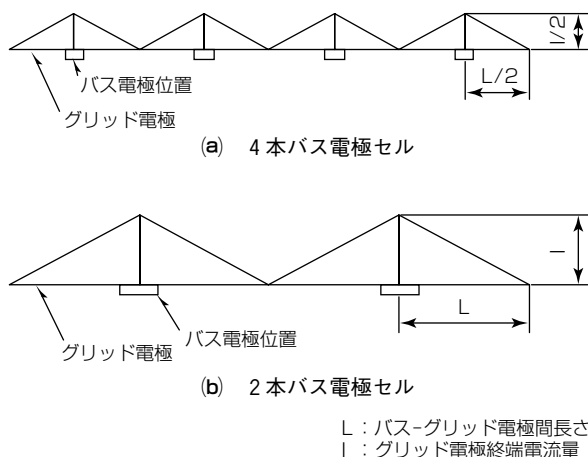 I/2
L/2
バス電極位置
グリッド電極
(a) 4本バス電極セル
I
L
グリッド電極
バス電極位置
(b) 2本バス電極セル
L：バス-グリッド電極間長さ
I：グリッド電極終端電流量